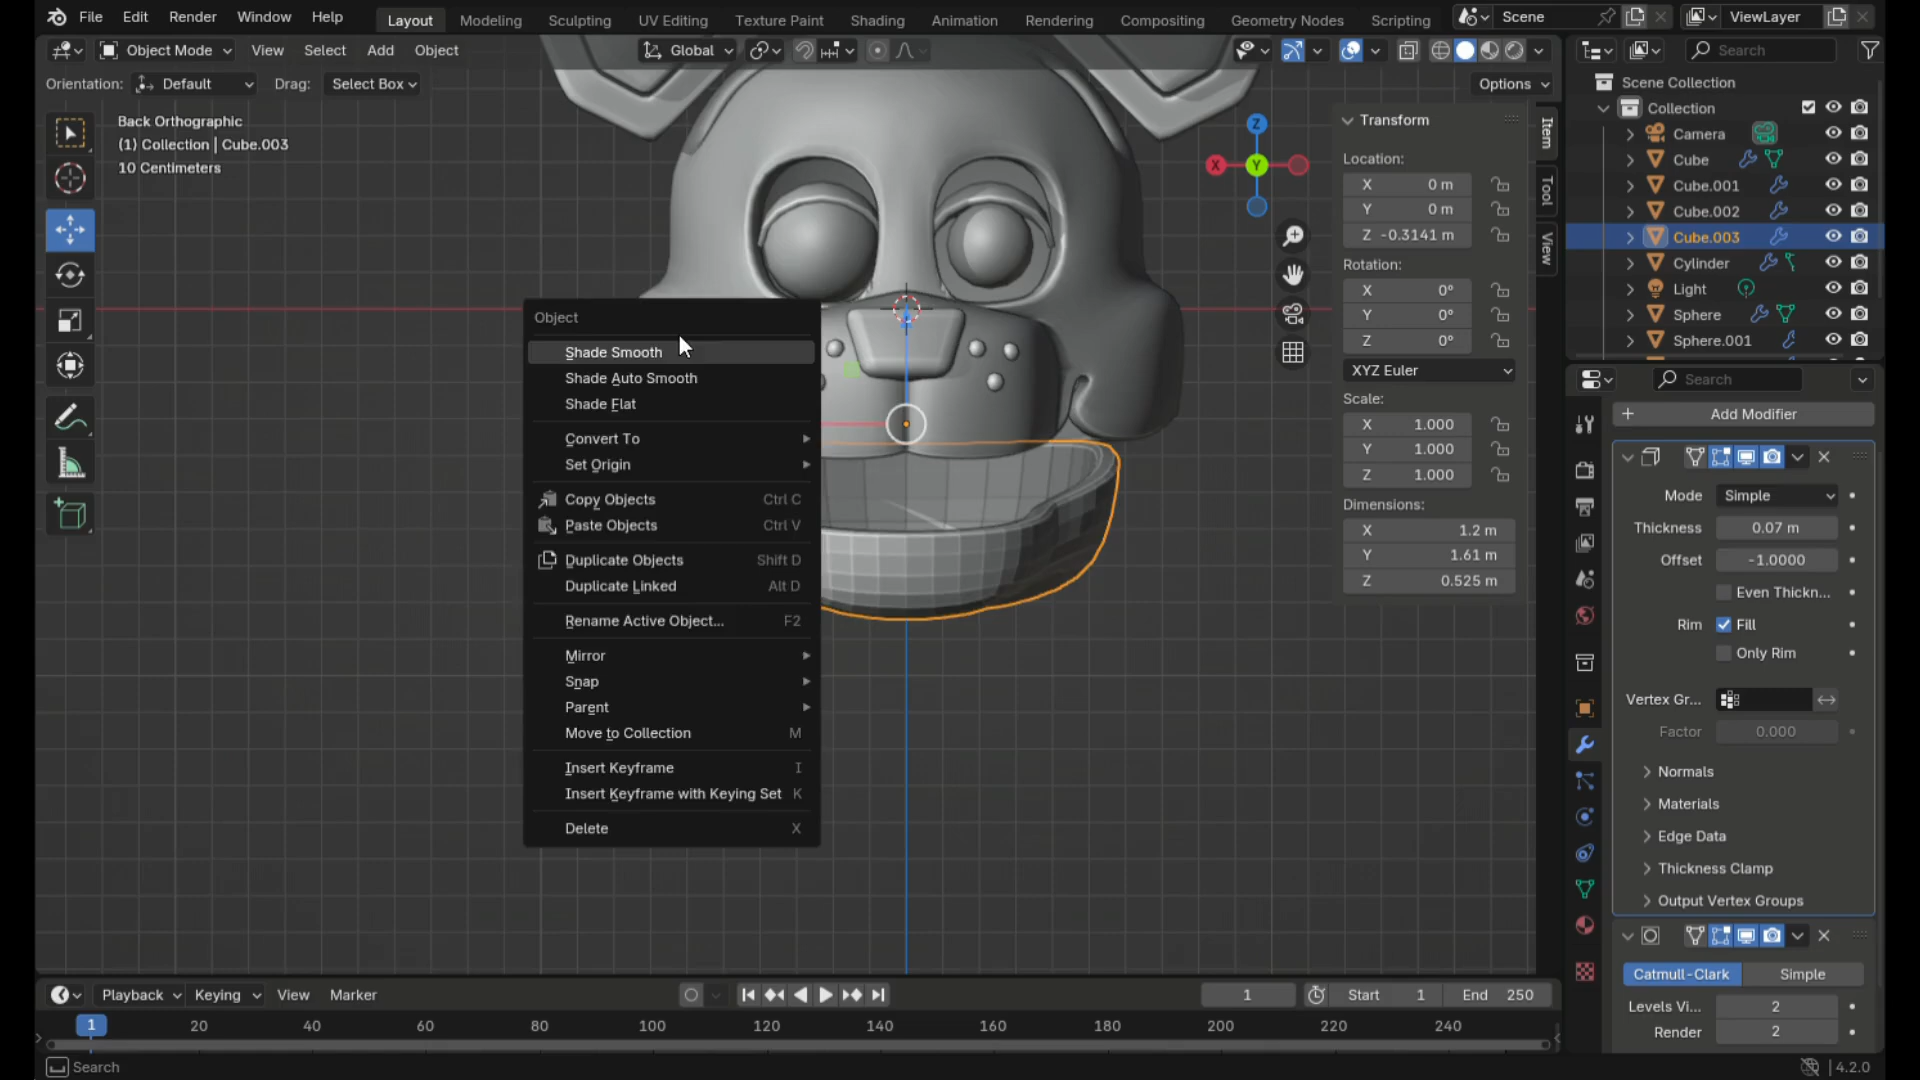 File Edit Render Window Help Layout Modeling Sculpting UV Editing Texture Paint Shading Animation Rendering Compositing Geometry Nodes Scripting Scene ViewLayer
Object Mode View Select Add Object Global Search
Orientation: Default Drag: Select Box Options
Back Orthographic
(1) Collection | Cube.003
10 Centimeters
Z
X
Y
Transform
Location:
X 0 m
Y 0 m
Z -0.3141 m
Rotation:
X 0°
Y 0°
Z 0°
XYZ Euler
Scale:
X 1.000
Y 1.000
Z 1.000
Dimensions:
X 1.2 m
Y 1.61 m
Z 0.525 m
Item
Tool
View
Object
Shade Smooth
Shade Auto Smooth
Shade Flat
Convert To
Set Origin
Copy Objects Ctrl C
Paste Objects Ctrl V
Duplicate Objects Shift D
Duplicate Linked Alt D
Rename Active Object... F2
Mirror
Snap
Parent
Move to Collection M
Insert Keyframe I
Insert Keyframe with Keying Set K
Delete X
Scene Collection
Collection
Camera
Cube
Cube.001
Cube.002
Cube.003
Cylinder
Light
Sphere
Sphere.001
Search
Add Modifier
Mode Simple
Thickness 0.07 m
Offset -1.0000
Even Thickn...
Rim Fill
Only Rim
Vertex Gr...
Factor 0.000
Normals
Materials
Edge Data
Thickness Clamp
Output Vertex Groups
Catmull-Clark Simple
Levels Vi... 2
Render 2
Playback Keying View Marker 1 Start 1 End 250
1 20 40 60 80 100 120 140 160 180 200 220 240
Search 4.2.0